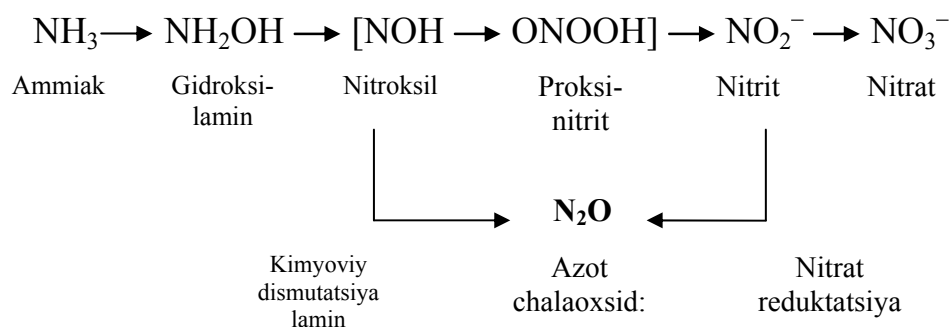 NH₃ → NH₂OH → [NOH → ONOOH] → NO₂⁻ → NO₃⁻
Ammiak Gidroksi-lamin Nitroksil Proksi-nitrit Nitrit Nitrat
N₂O
Kimyoviy dismutatsiya lamin
Azot chalaoxsid:
Nitrat reduktatsiya